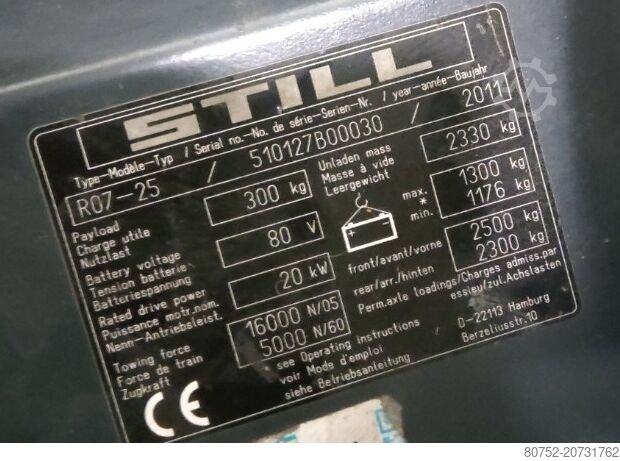 STILL
Type-Modèle-Typ / Serial no.-No. de série-Serien-Nr. / year-année-Baujahr
R07-25 / 510127B00030 / 2011
Payload
Charge utile
Nutzlast
300 kg
Unladen mass
Masse à vide
Leergewicht
2330 kg
Battery voltage
Tension batterie
Batteriespannung
80 V
max. 1300 kg
*
min. 1176 kg
Rated drive power
Puissance motr.nom.
Nenn-Antriebsleist.
20 kW
front/avant/vorne 2500 kg
rear/arr./hinten 2300 kg
Perm.axle loadings/Charges admiss.par
essieu/zul.Achslasten
Towing force
Force de train
Zugkraft
16000 N/05
5000 N/60
* see Operating instructions
voir Mode d'emploi
siehe Betriebsanleitung
D-22113 Hamburg
Berzeliusstr.10
CE
80752-20731762